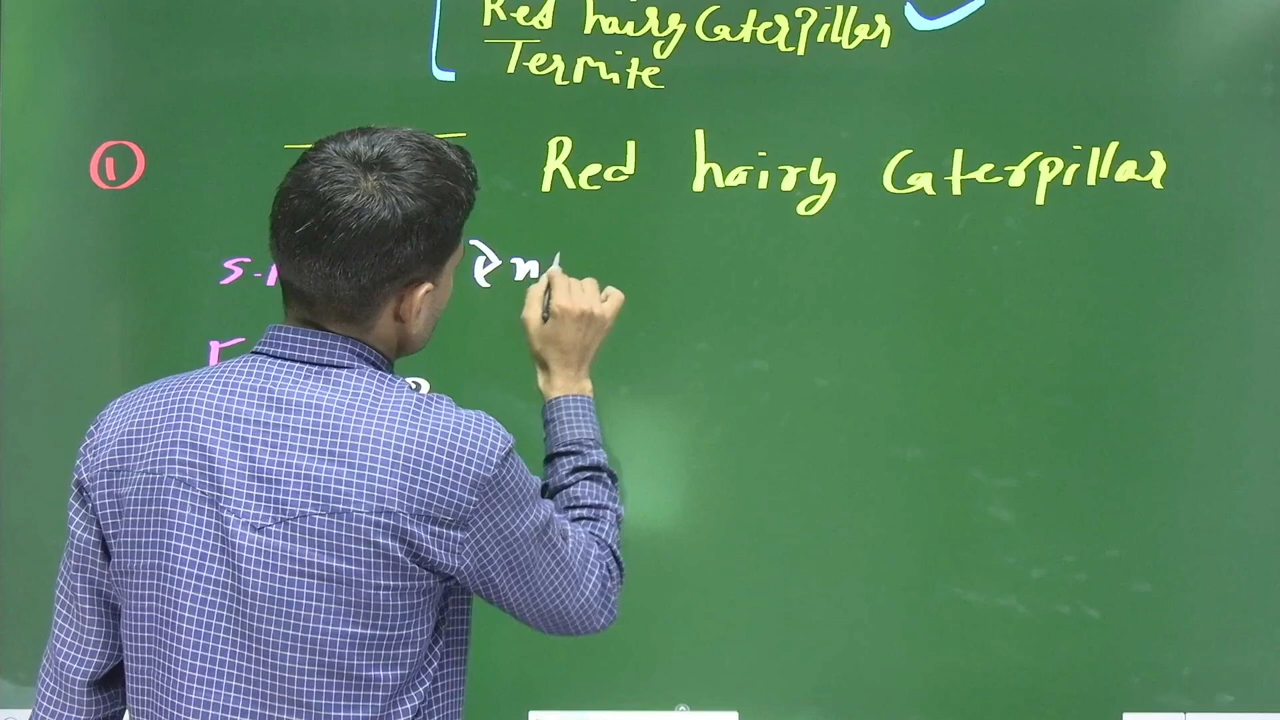 Red hairy Caterpillar
Termite
① Red hairy Caterpillar
S.